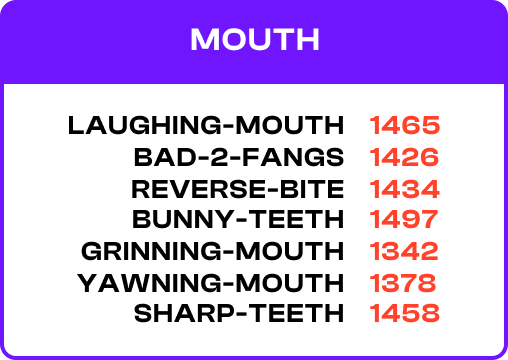 MOUTH
LAUGHING-MOUTH 1465
BAD-2-FANGS 1426
REVERSE-BITE 1434
BUNNY-TEETH 1497
GRINNING-MOUTH 1342
YAWNING-MOUTH 1378
SHARP-TEETH 1458